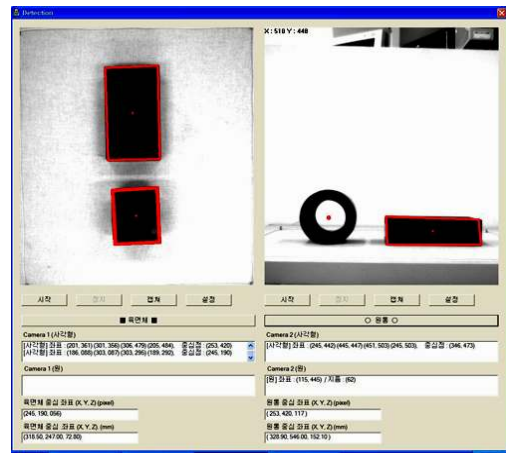 Detection
X : 510 Y : 440
시작
정지
캡쳐
설정
시작
정지
캡쳐
설정
■ 육면체 ■
○ 원통 ○
Camera 1 (사각형)
[사각형] 좌표 : (201, 361)(301, 356)(306, 479)(205, 484), 중심점 : (253, 420)
[사각형] 좌표 : (186, 088)(303, 087)(303, 295)(189, 292), 중심점 : (245, 190)
Camera 2 (사각형)
[사각형] 좌표 : (245, 442)(445, 447)(451, 503)(245, 503), 중심점 : (346, 473)
Camera 1 (원)
Camera 2 (원)
[원] 좌표 : (115, 445) / 지름 : (62)
육면체 중심 좌표 (X, Y, Z) (pixel)
(245, 190, 056)
원통 중심 좌표 (X, Y, Z) (pixel)
( 253, 420, 117 )
육면체 중심 좌표 (X, Y, Z) (mm)
(318.50, 247.00, 72.80)
원통 중심 좌표 (X, Y, Z) (mm)
( 328.90, 546.00, 152.10 )